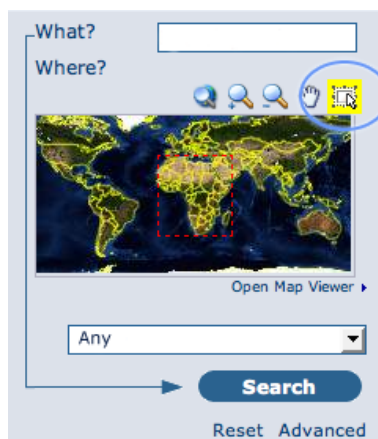 What?
Where?
Open Map Viewer
Any
Search
Reset Advanced